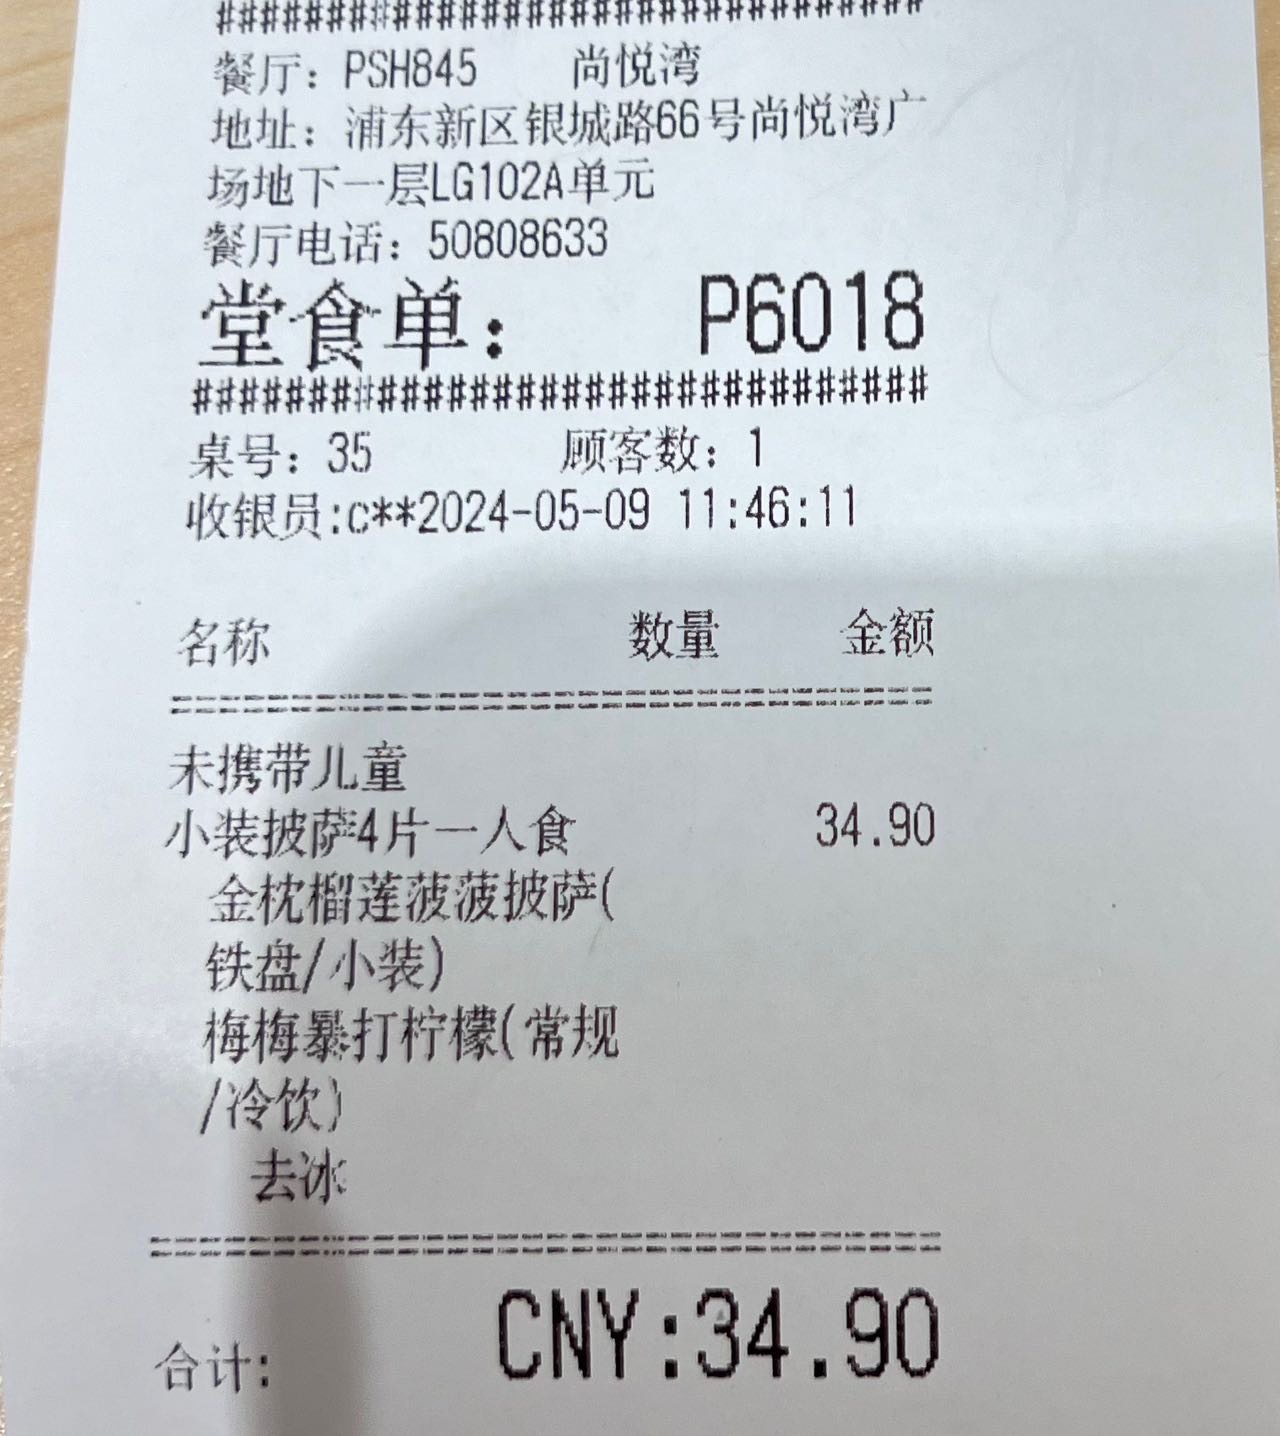 ##############################
餐厅：PSH845 尚悦湾
地址：浦东新区银城路66号尚悦湾广
场地下一层LG102A单元
餐厅电话：50808633
堂食单： P6018
################################
桌号：35 顾客数：1
收银员:c**2024-05-09 11:46:11
名称 数量 金额
================================
未携带儿童
小装披萨4片一人食 34.90
金枕榴莲菠菠披萨(
铁盘/小装)
梅梅暴打柠檬(常规
/冷饮)
去冰
================================
合计: CNY:34.90